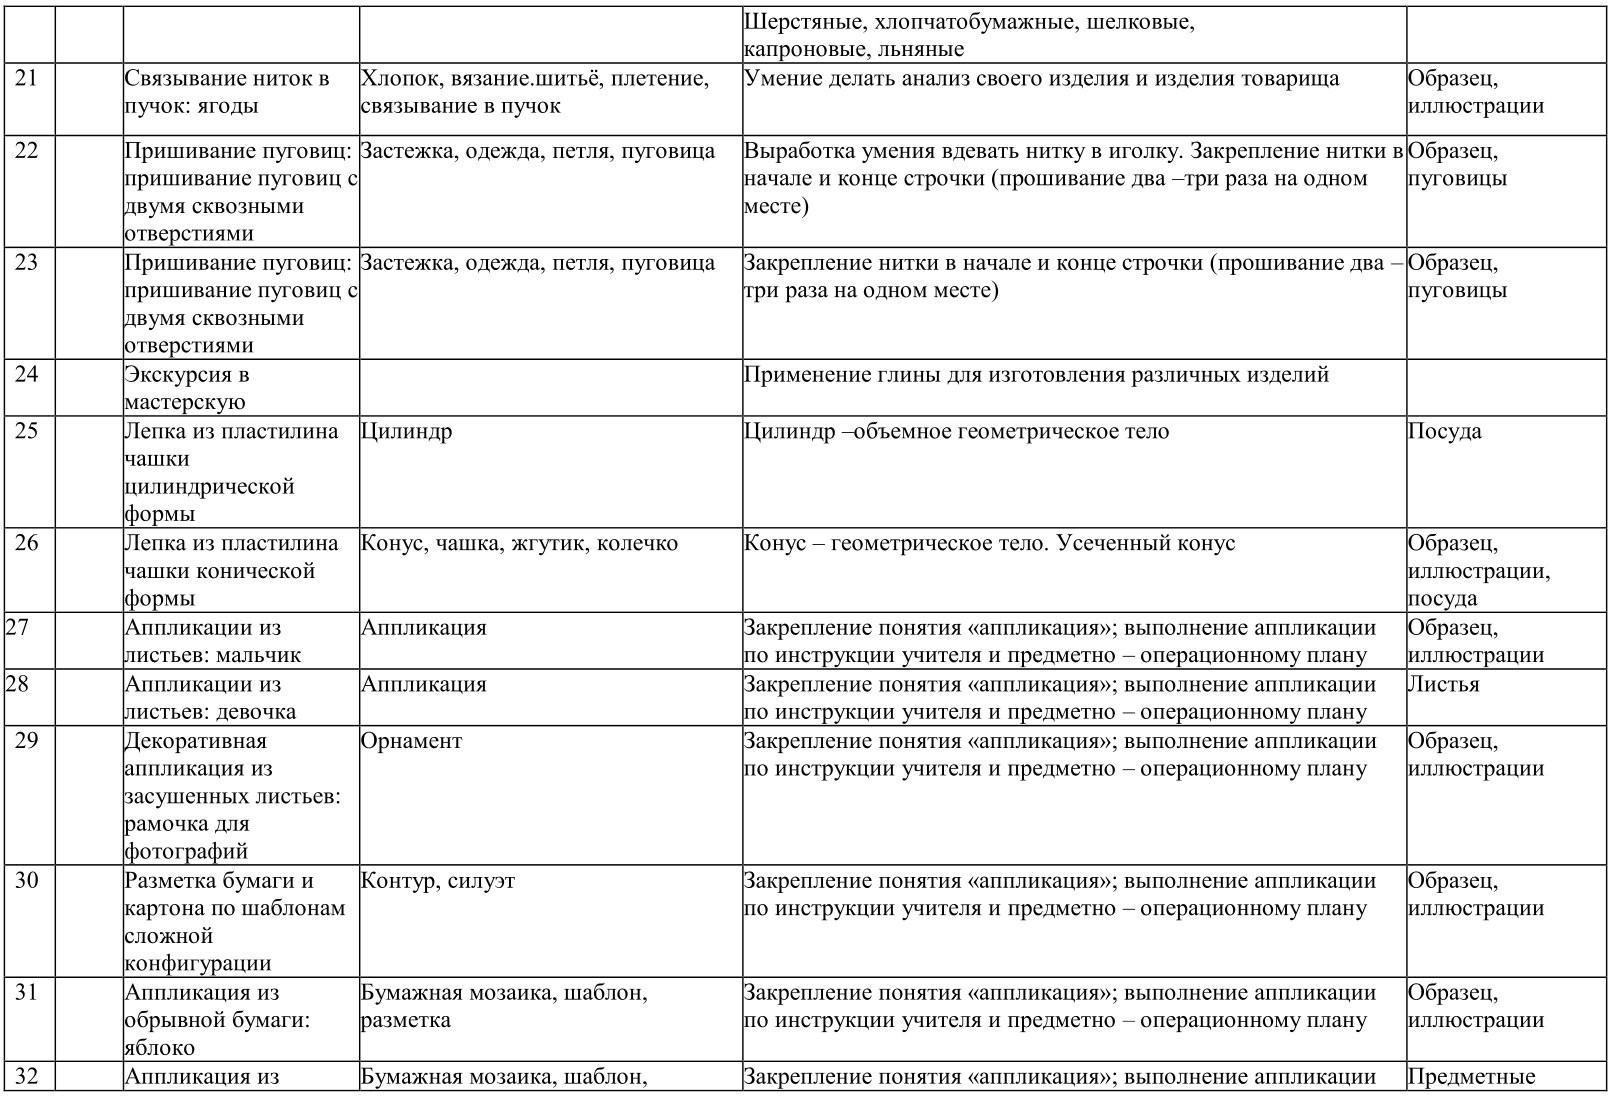 Шерстяные, хлопчатобумажные, шелковые,
капроновые, льняные
21
Связывание ниток в
пучок: ягоды
Хлопок, вязание.шитьё, плетение,
связывание в пучок
Умение делать анализ своего изделия и изделия товарища
Образец,
иллюстрации
22
Пришивание пуговиц:
пришивание пуговиц с
двумя сквозными
отверстиями
Застежка, одежда, петля, пуговица
Выработка умения вдевать нитку в иголку. Закрепление нитки в
начале и конце строчки (прошивание два –три раза на одном
месте)
Образец,
пуговицы
23
Пришивание пуговиц:
пришивание пуговиц с
двумя сквозными
отверстиями
Застежка, одежда, петля, пуговица
Закрепление нитки в начале и конце строчки (прошивание два –
три раза на одном месте)
Образец,
пуговицы
24
Экскурсия в
мастерскую
Применение глины для изготовления различных изделий
25
Лепка из пластилина
чашки
цилиндрической
формы
Цилиндр
Цилиндр –объемное геометрическое тело
Посуда
26
Лепка из пластилина
чашки конической
формы
Конус, чашка, жгутик, колечко
Конус – геометрическое тело. Усеченный конус
Образец,
иллюстрации,
посуда
27
Аппликации из
листьев: мальчик
Аппликация
Закрепление понятия «аппликация»; выполнение аппликации
по инструкции учителя и предметно – операционному плану
Образец,
иллюстрации
28
Аппликации из
листьев: девочка
Аппликация
Закрепление понятия «аппликация»; выполнение аппликации
по инструкции учителя и предметно – операционному плану
Листья
29
Декоративная
аппликация из
засушенных листьев:
рамочка для
фотографий
Орнамент
Закрепление понятия «аппликация»; выполнение аппликации
по инструкции учителя и предметно – операционному плану
Образец,
иллюстрации
30
Разметка бумаги и
картона по шаблонам
сложной
конфигурации
Контур, силуэт
Закрепление понятия «аппликация»; выполнение аппликации
по инструкции учителя и предметно – операционному плану
Образец,
иллюстрации
31
Аппликация из
обрывной бумаги:
яблоко
Бумажная мозаика, шаблон,
разметка
Закрепление понятия «аппликация»; выполнение аппликации
по инструкции учителя и предметно – операционному плану
Образец,
иллюстрации
32
Аппликация из
Бумажная мозаика, шаблон,
Закрепление понятия «аппликация»; выполнение аппликации
Предметные